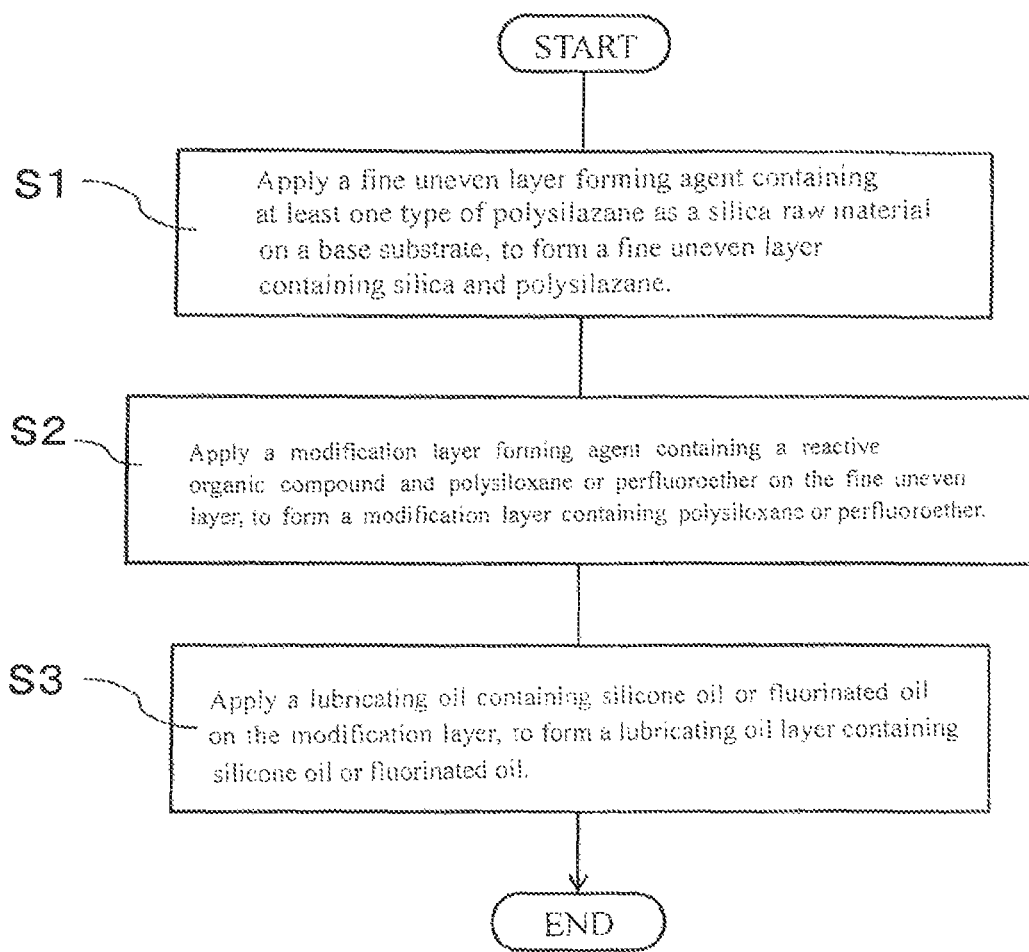 START
S1
Apply a fine uneven layer forming agent containing
at least one type of polysilazane as a silica raw material
on a base substrate, to form a fine uneven layer
containing silica and polysilazane.
S2
Apply a modification layer forming agent containing a reactive
organic compound and polysiloxane or perfluoroether on the fine uneven
layer, to form a modification layer containing polysiloxane or perfluoroether.
S3
Apply a lubricating oil containing silicone oil or fluorinated oil
on the modification layer, to form a lubricating oil layer containing
silicone oil or fluorinated oil.
END